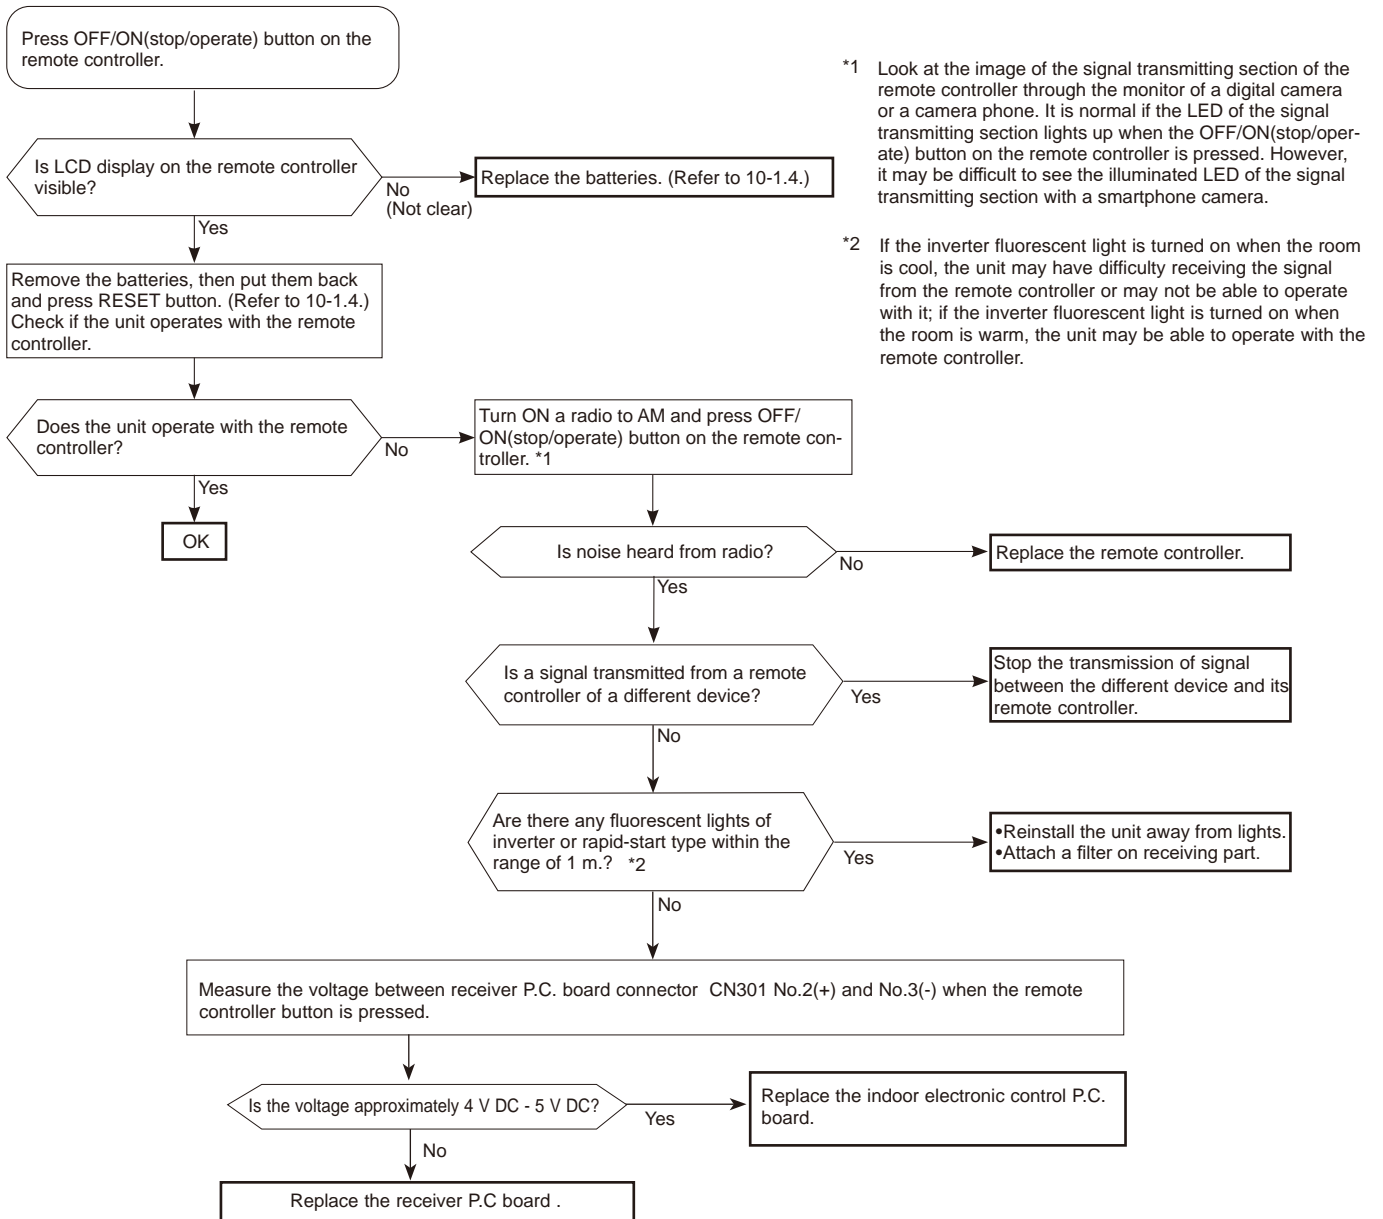 Press OFF/ON(stop/operate) button on the
remote controller.
Is LCD display on the remote controller
visible?
No
(Not clear)
Replace the batteries. (Refer to 10-1.4.)
Yes
Remove the batteries, then put them back
and press RESET button. (Refer to 10-1.4.)
Check if the unit operates with the remote
controller.
Does the unit operate with the remote
controller?
No
Yes
OK
Turn ON a radio to AM and press OFF/
ON(stop/operate) button on the remote con-
troller. *1
Is noise heard from radio?
No
Replace the remote controller.
Yes
Is a signal transmitted from a remote
controller of a different device?
Yes
Stop the transmission of signal
between the different device and its
remote controller.
No
Are there any fluorescent lights of
inverter or rapid-start type within the
range of 1 m.? *2
Yes
•Reinstall the unit away from lights.
•Attach a filter on receiving part.
No
Measure the voltage between receiver P.C. board connector CN301 No.2(+) and No.3(-) when the remote
controller button is pressed.
Is the voltage approximately 4 V DC - 5 V DC?
Yes
Replace the indoor electronic control P.C.
board.
No
Replace the receiver P.C board .
*1 Look at the image of the signal transmitting section of the
remote controller through the monitor of a digital camera
or a camera phone. It is normal if the LED of the signal
transmitting section lights up when the OFF/ON(stop/oper-
ate) button on the remote controller is pressed. However,
it may be difficult to see the illuminated LED of the signal
transmitting section with a smartphone camera.
*2 If the inverter fluorescent light is turned on when the room
is cool, the unit may have difficulty receiving the signal
from the remote controller or may not be able to operate
with it; if the inverter fluorescent light is turned on when
the room is warm, the unit may be able to operate with the
remote controller.